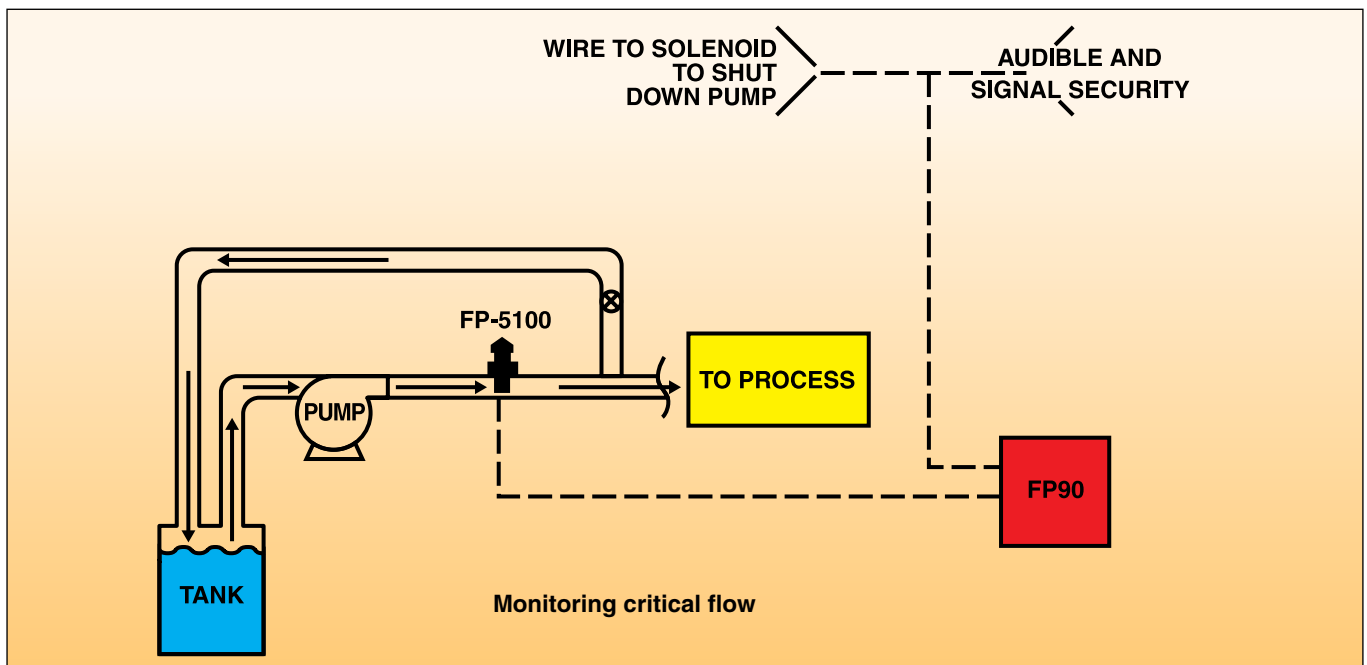 WIRE TO SOLENOID
TO SHUT
DOWN PUMP
AUDIBLE AND
SIGNAL SECURITY
FP-5100
TO PROCESS
PUMP
FP90
TANK
Monitoring critical flow